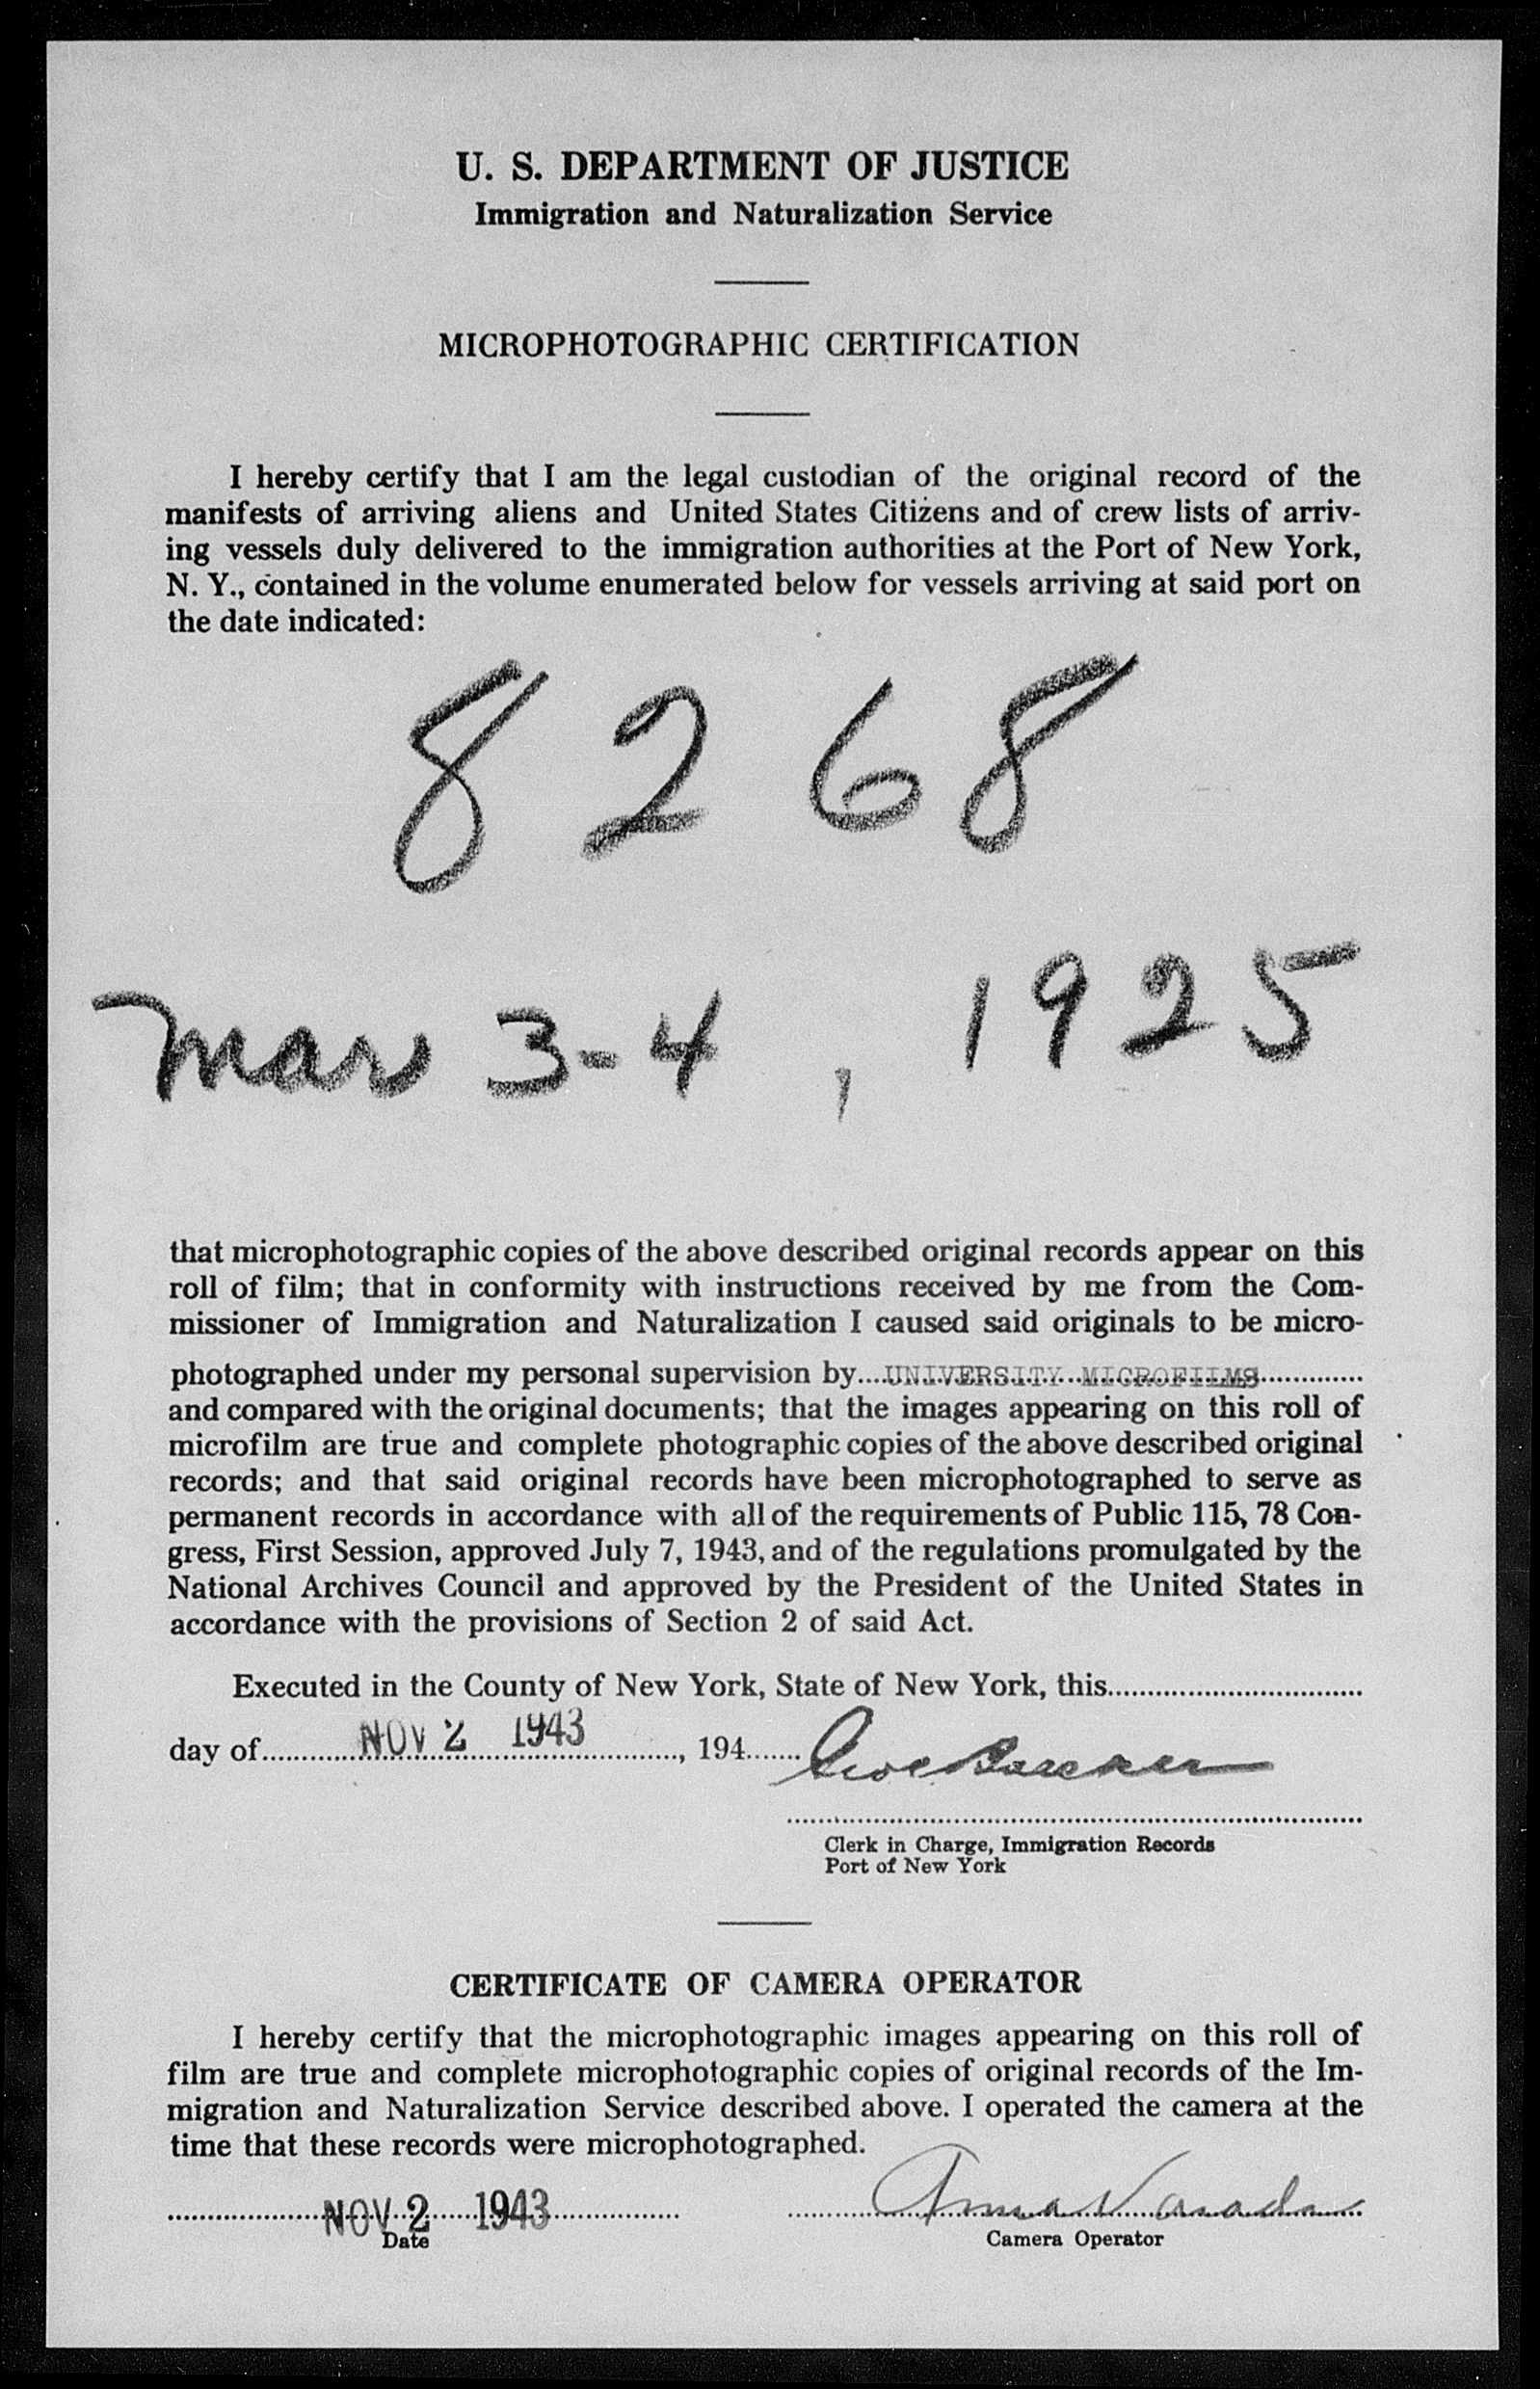 U. S. DEPARTMENT OF JUSTICE
Immigration and Naturalization Service
MICROPHOTOGRAPHIC CERTIFICATION
I hereby certify that I am the legal custodian of the original record of the
manifests of arriving aliens and United States Citizens and of crew lists of arriv-
ing vessels duly delivered to the immigration authorities at the Port of New York,
N. Y., contained in the volume enumerated below for vessels arriving at said port on
the date indicated:
8268
Mar 3-4, 1925
that microphotographic copies of the above described original records appear on this
roll of film; that in conformity with instructions received by me from the Com-
missioner of Immigration and Naturalization I caused said originals to be micro-
photographed under my personal supervision by....UNIVERSITY MICROFILMS............
and compared with the original documents; that the images appearing on this roll of
microfilm are true and complete photographic copies of the above described original
records; and that said original records have been microphotographed to serve as
permanent records in accordance with all of the requirements of Public 115, 78 Con-
gress, First Session, approved July 7, 1943, and of the regulations promulgated by the
National Archives Council and approved by the President of the United States in
accordance with the provisions of Section 2 of said Act.
Executed in the County of New York, State of New York, this................................
day of............NOV 2 1943............, 194.......
Clerk in Charge, Immigration Records
Port of New York
CERTIFICATE OF CAMERA OPERATOR
I hereby certify that the microphotographic images appearing on this roll of
film are true and complete microphotographic copies of original records of the Im-
migration and Naturalization Service described above. I operated the camera at the
time that these records were microphotographed.
NOV 2 1943 Anna
Date Camera Operator